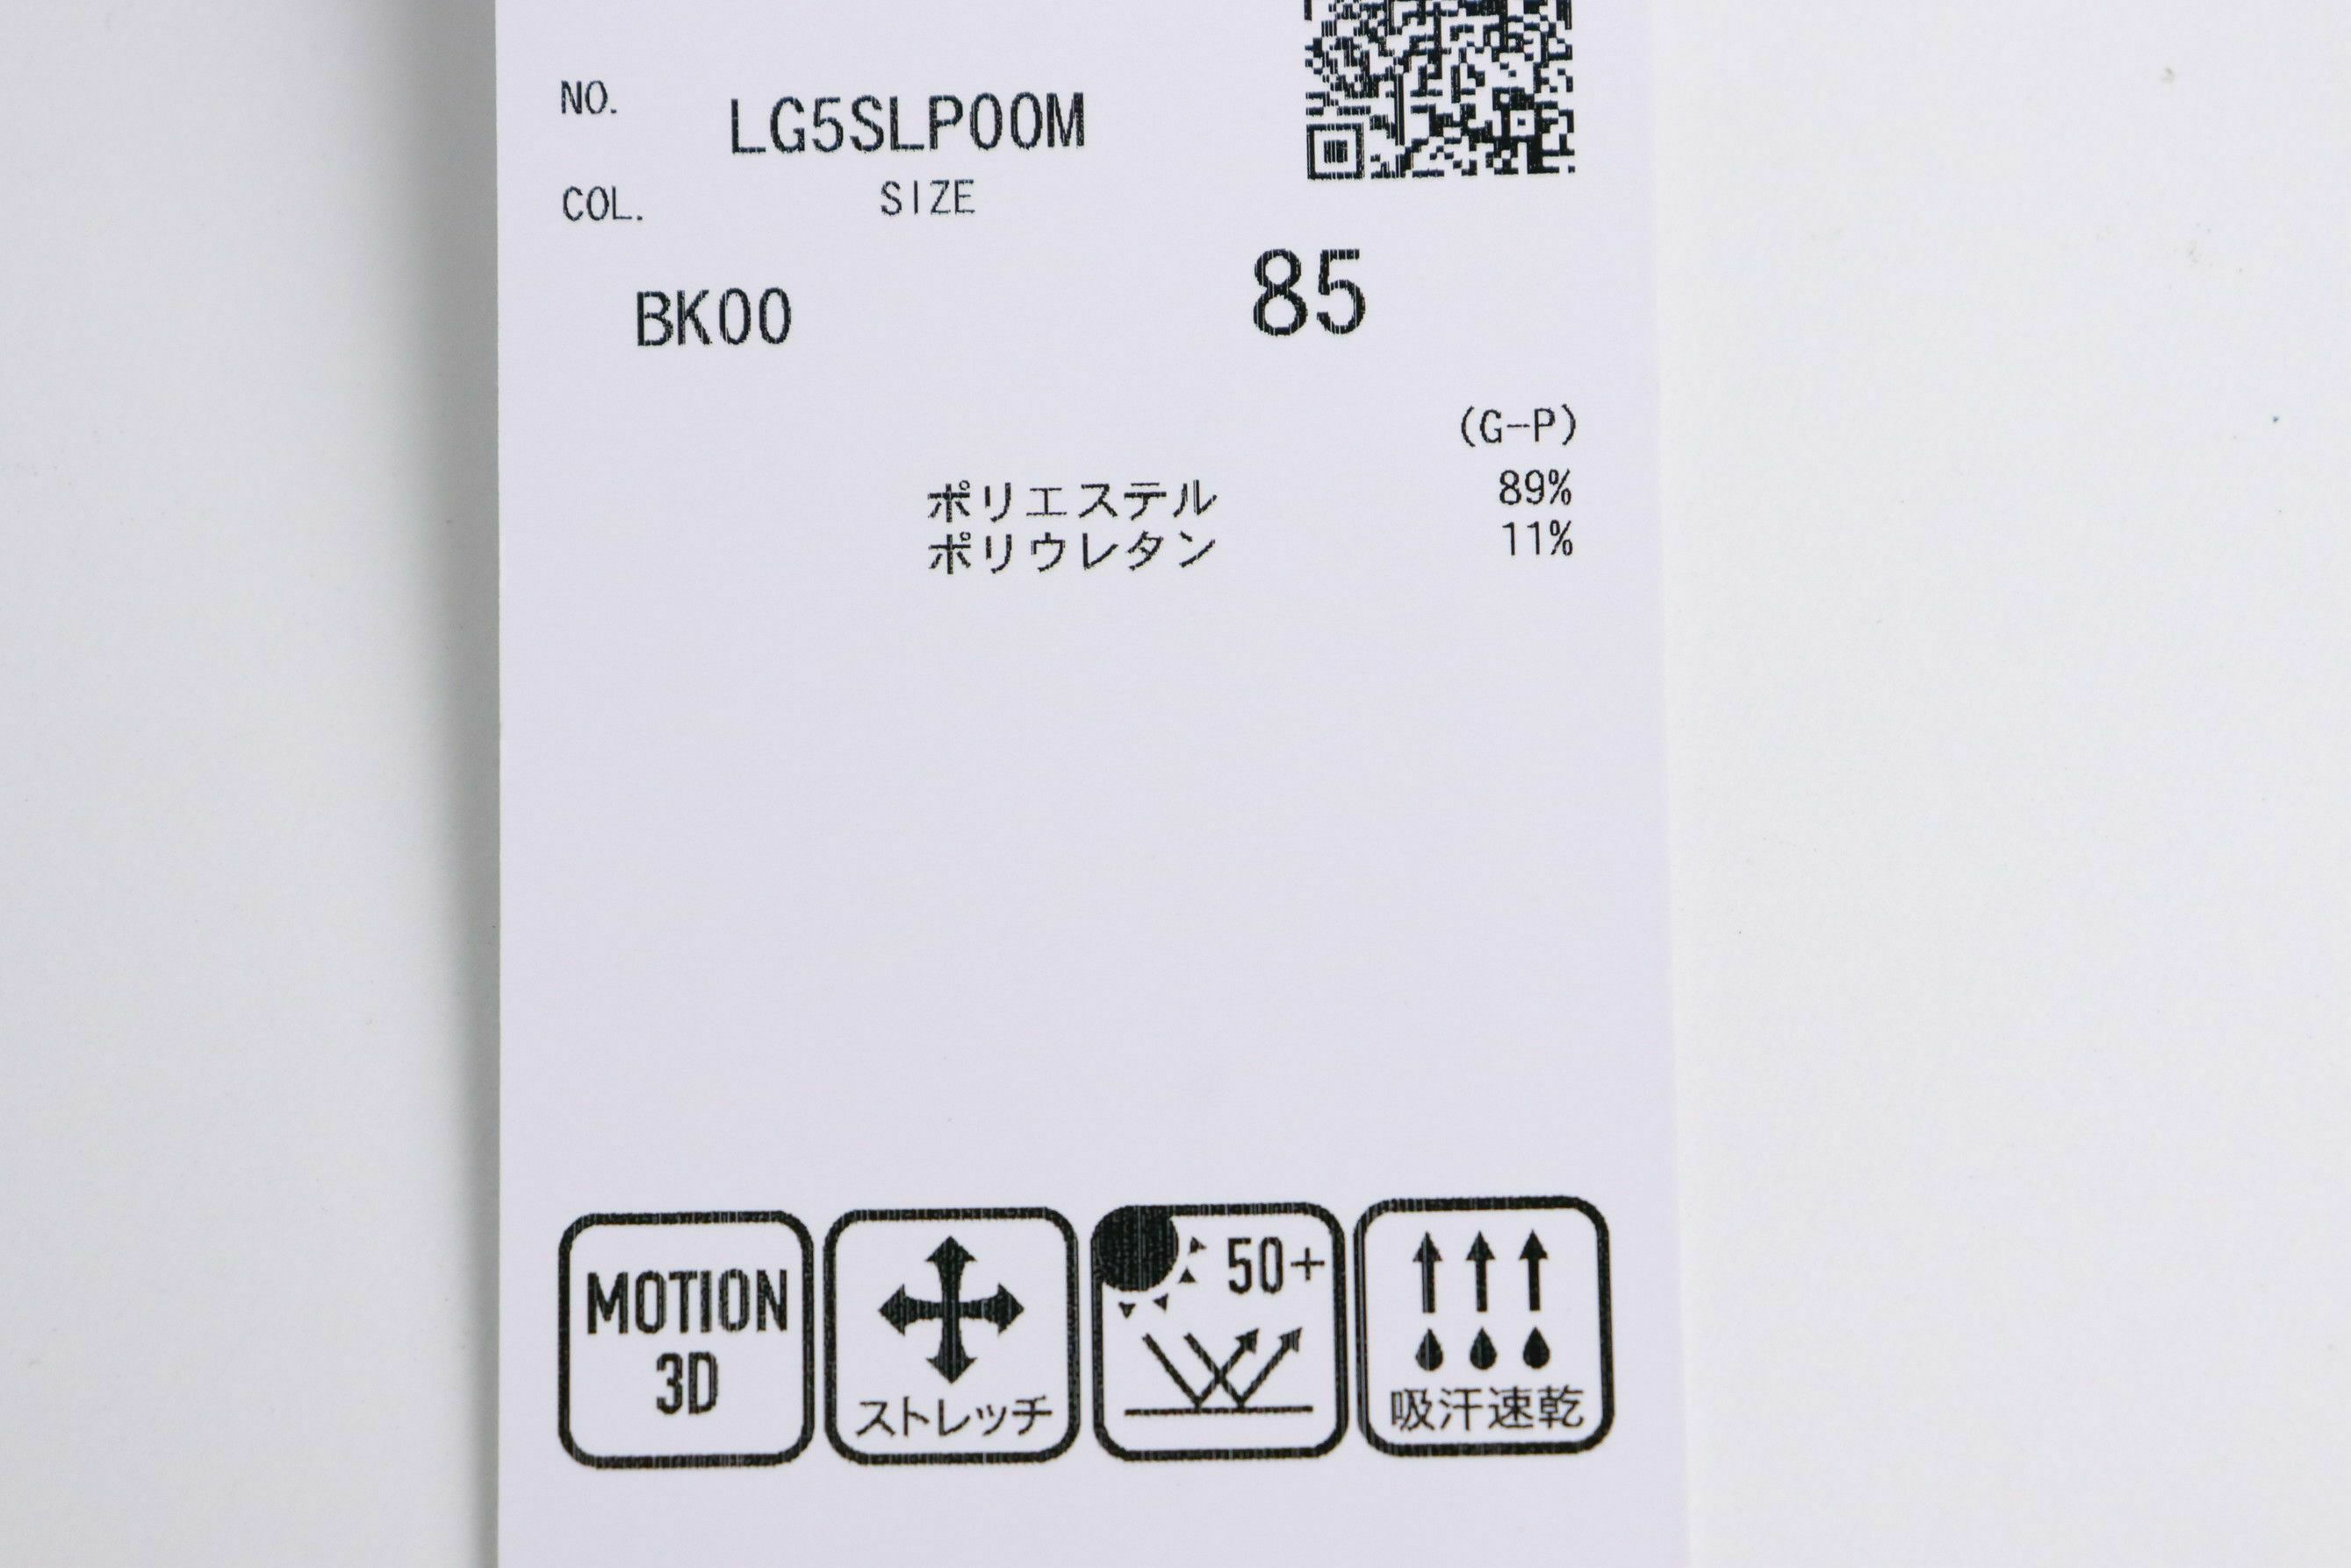 NO. LG5SLP00M
COL. SIZE
BK00 85
(G-P)
ポリエステル 89%
ポリウレタン 11%
MOTION
3D
ストレッチ
50+
吸汗速乾